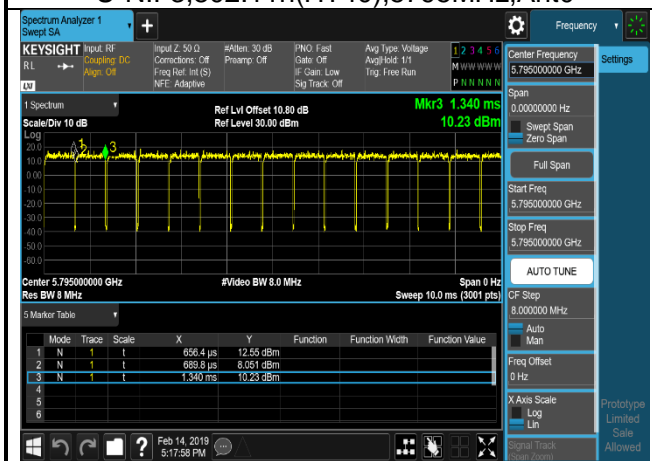 Spectrum Analyzer 1
Swept SA
+
Frequency
KEYSIGHT Input: RF Input Z: 50 Ω #Atten: 30 dB PNO: Fast Avg Type: Voltage 1 2 3 4 5 6
RL Coupling: DC Corrections: Off Preamp: Off Gate: Off Avg|Hold: 1/1 M W W W W W
Align: Off Freq Ref: Int (S) IF Gain: Low Trig: Free Run
LXI NFE: Adaptive Sig Track: Off P N N N N N
Center Frequency
5.795000000 GHz
Settings
Span
0.00000000 Hz
Swept Span
Zero Span
Full Span
Start Freq
5.795000000 GHz
Stop Freq
5.795000000 GHz
AUTO TUNE
CF Step
8.000000 MHz
Auto
Man
Freq Offset
0 Hz
X Axis Scale
Log
Lin
Signal Track
(Span Zoom)
Prototype
Limited
Sale
Allowed
1 Spectrum
Scale/Div 10 dB
Ref Lvl Offset 10.80 dB
Ref Level 30.00 dBm
Mkr3 1.340 ms
10.23 dBm
Log
20.0
10.0
0.00
-10.0
-20.0
-30.0
-40.0
-50.0
-60.0
2 3
Center 5.795000000 GHz #Video BW 8.0 MHz Span 0 Hz
Res BW 8 MHz Sweep 10.0 ms (3001 pts)
5 Marker Table
Mode Trace Scale X Y Function Function Width Function Value
1 N 1 t 656.4 µs 12.55 dBm
2 N 1 t 689.8 µs 8.051 dBm
3 N 1 t 1.340 ms 10.23 dBm
4
5
6
?
Feb 14, 2019
5:17:58 PM